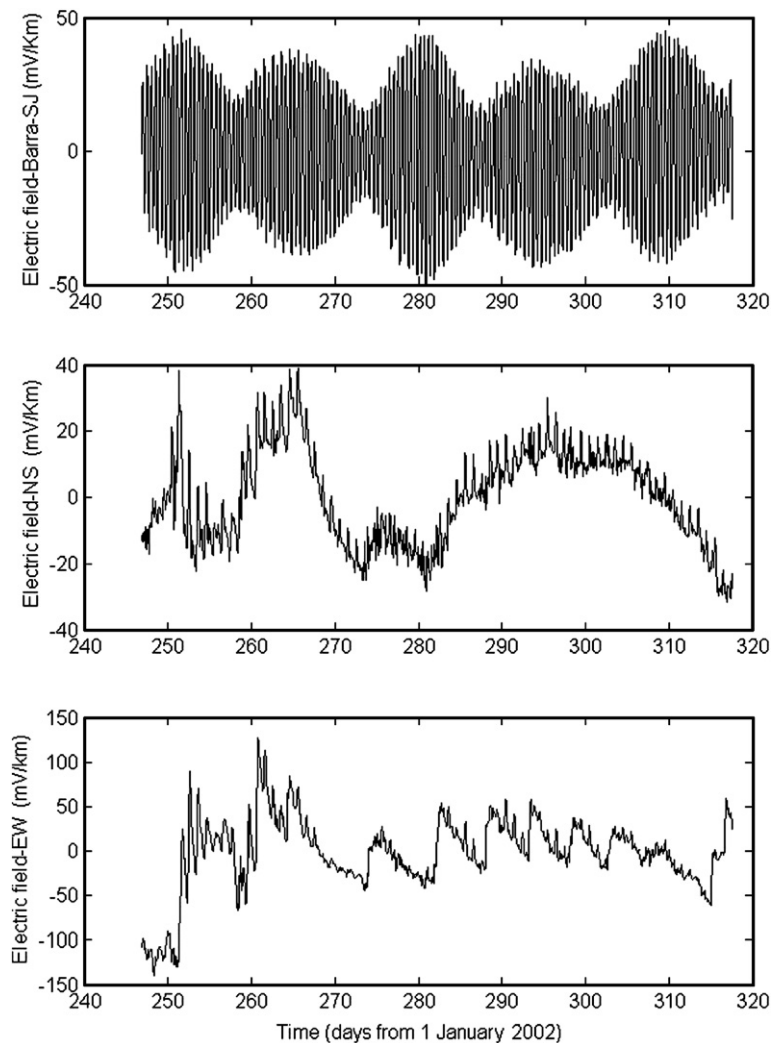 Electric field-Barra-SJ (mV/Km)
50
0
-50
240 250 260 270 280 290 300 310 320
Electric field-NS (mV/Km)
40
20
0
-20
-40
240 250 260 270 280 290 300 310 320
Electric field-EW (mV/km)
150
100
50
0
-50
-100
-150
240 250 260 270 280 290 300 310 320
Time (days from 1 January 2002)